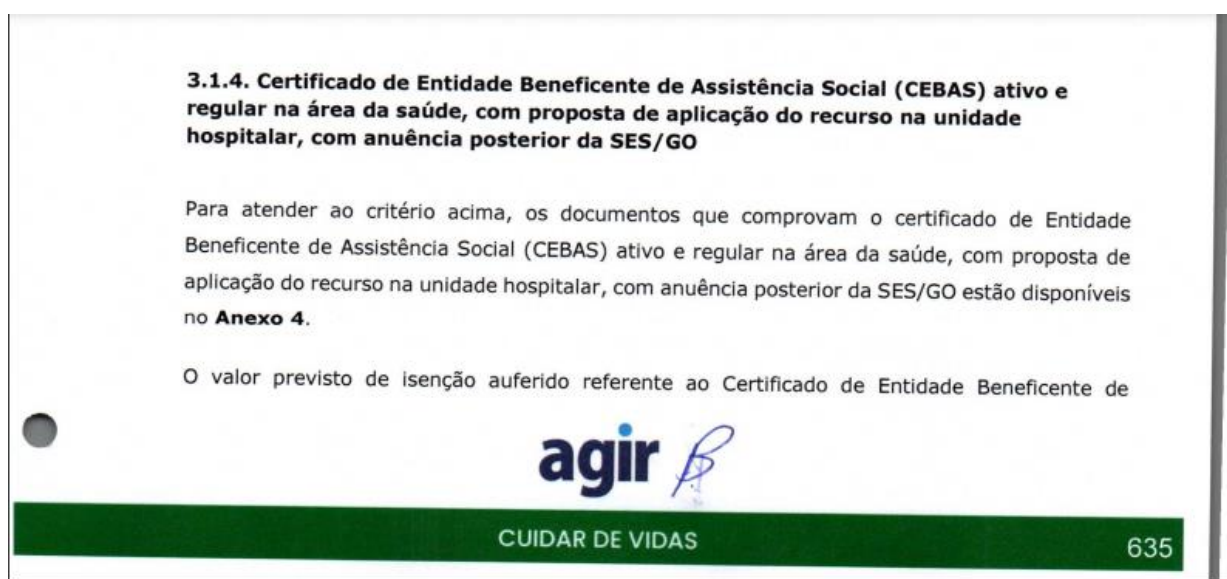 3.1.4. Certificado de Entidade Beneficente de Assistência Social (CEBAS) ativo e
regular na área da saúde, com proposta de aplicação do recurso na unidade
hospitalar, com anuência posterior da SES/GO
Para atender ao critério acima, os documentos que comprovam o certificado de Entidade
Beneficente de Assistência Social (CEBAS) ativo e regular na área da saúde, com proposta de
aplicação do recurso na unidade hospitalar, com anuência posterior da SES/GO estão disponíveis
no Anexo 4.
O valor previsto de isenção auferido referente ao Certificado de Entidade Beneficente de
agir
CUIDAR DE VIDAS
635